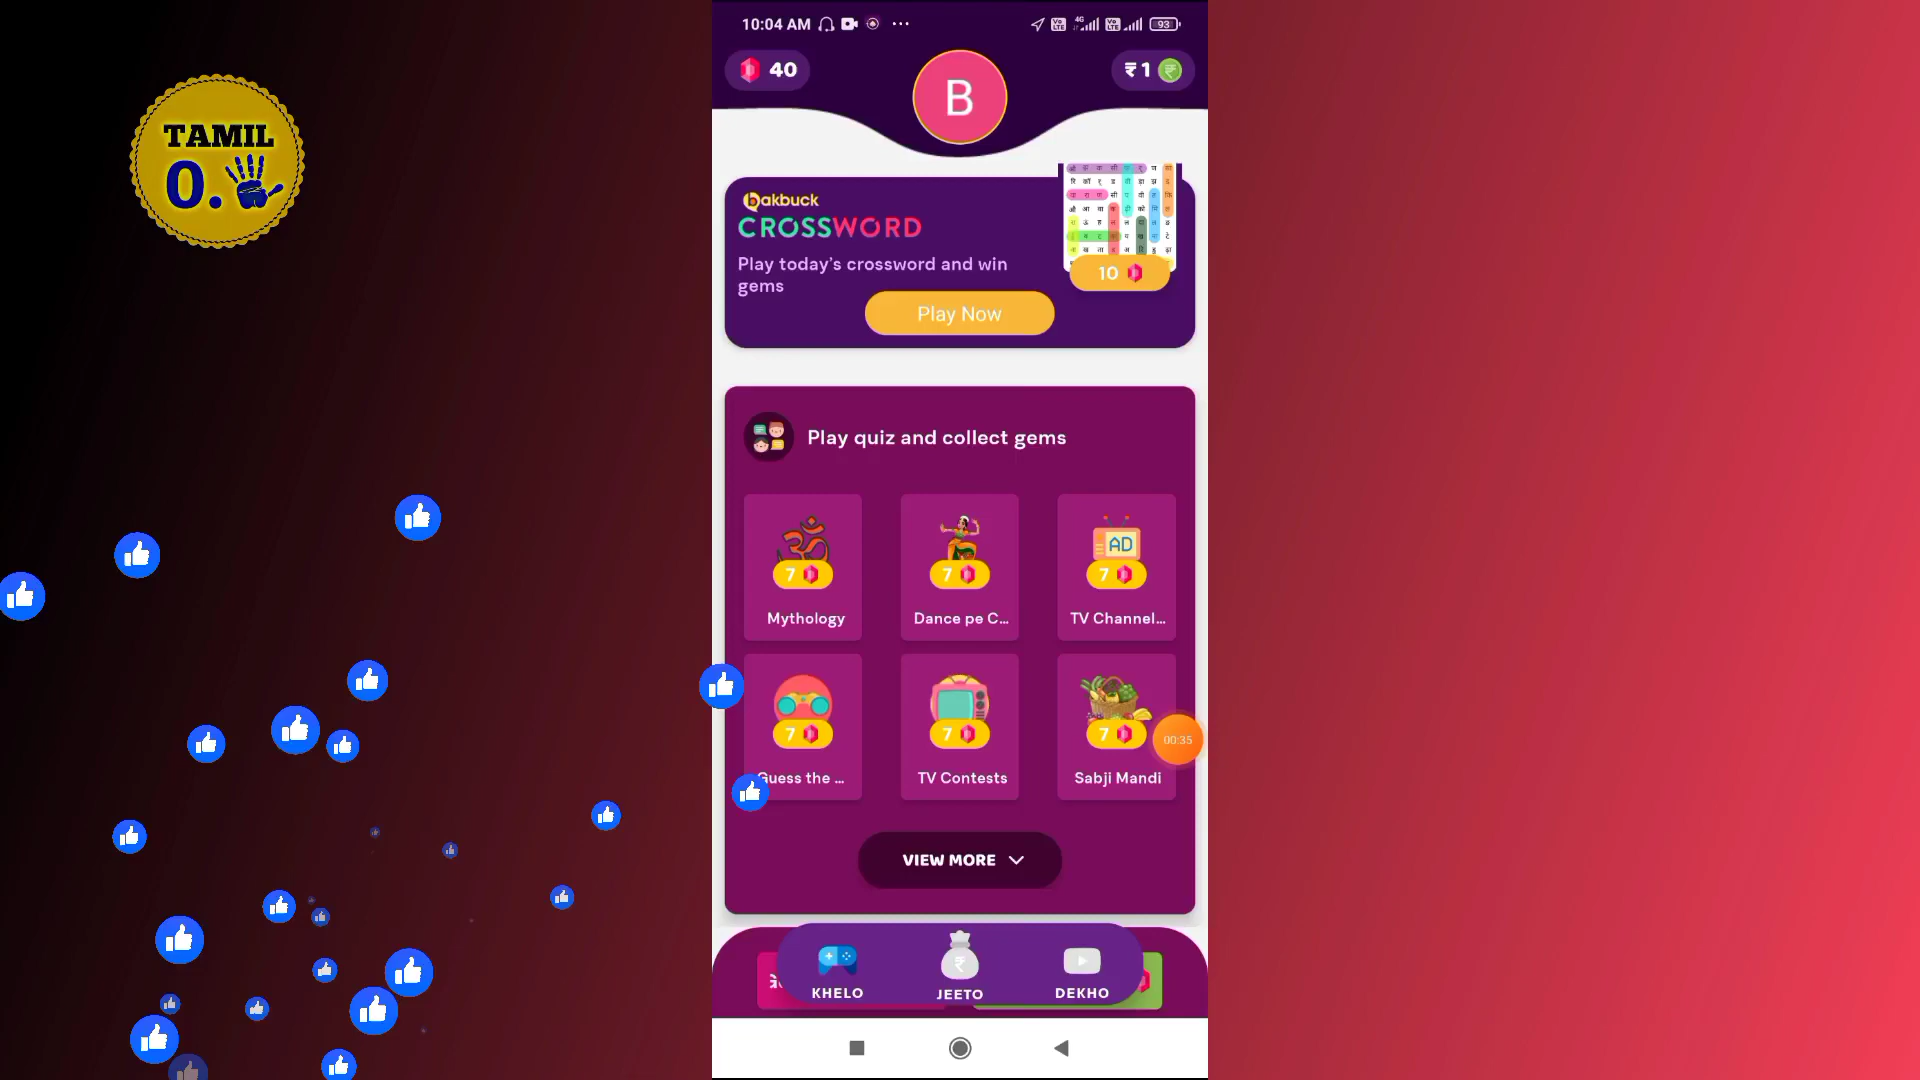 10:04 AM
4G
93
40
B
₹ 1
TAMIL
0.
bakbuck
CROSSWORD
Play today's crossword and win
gems
10
Play Now
Play quiz and collect gems
AD
7
7
7
Mythology
Dance pe C...
TV Channel...
7
7
7
00:35
Guess the ...
TV Contests
Sabji Mandi
VIEW MORE
KHELO
JEETO
DEKHO